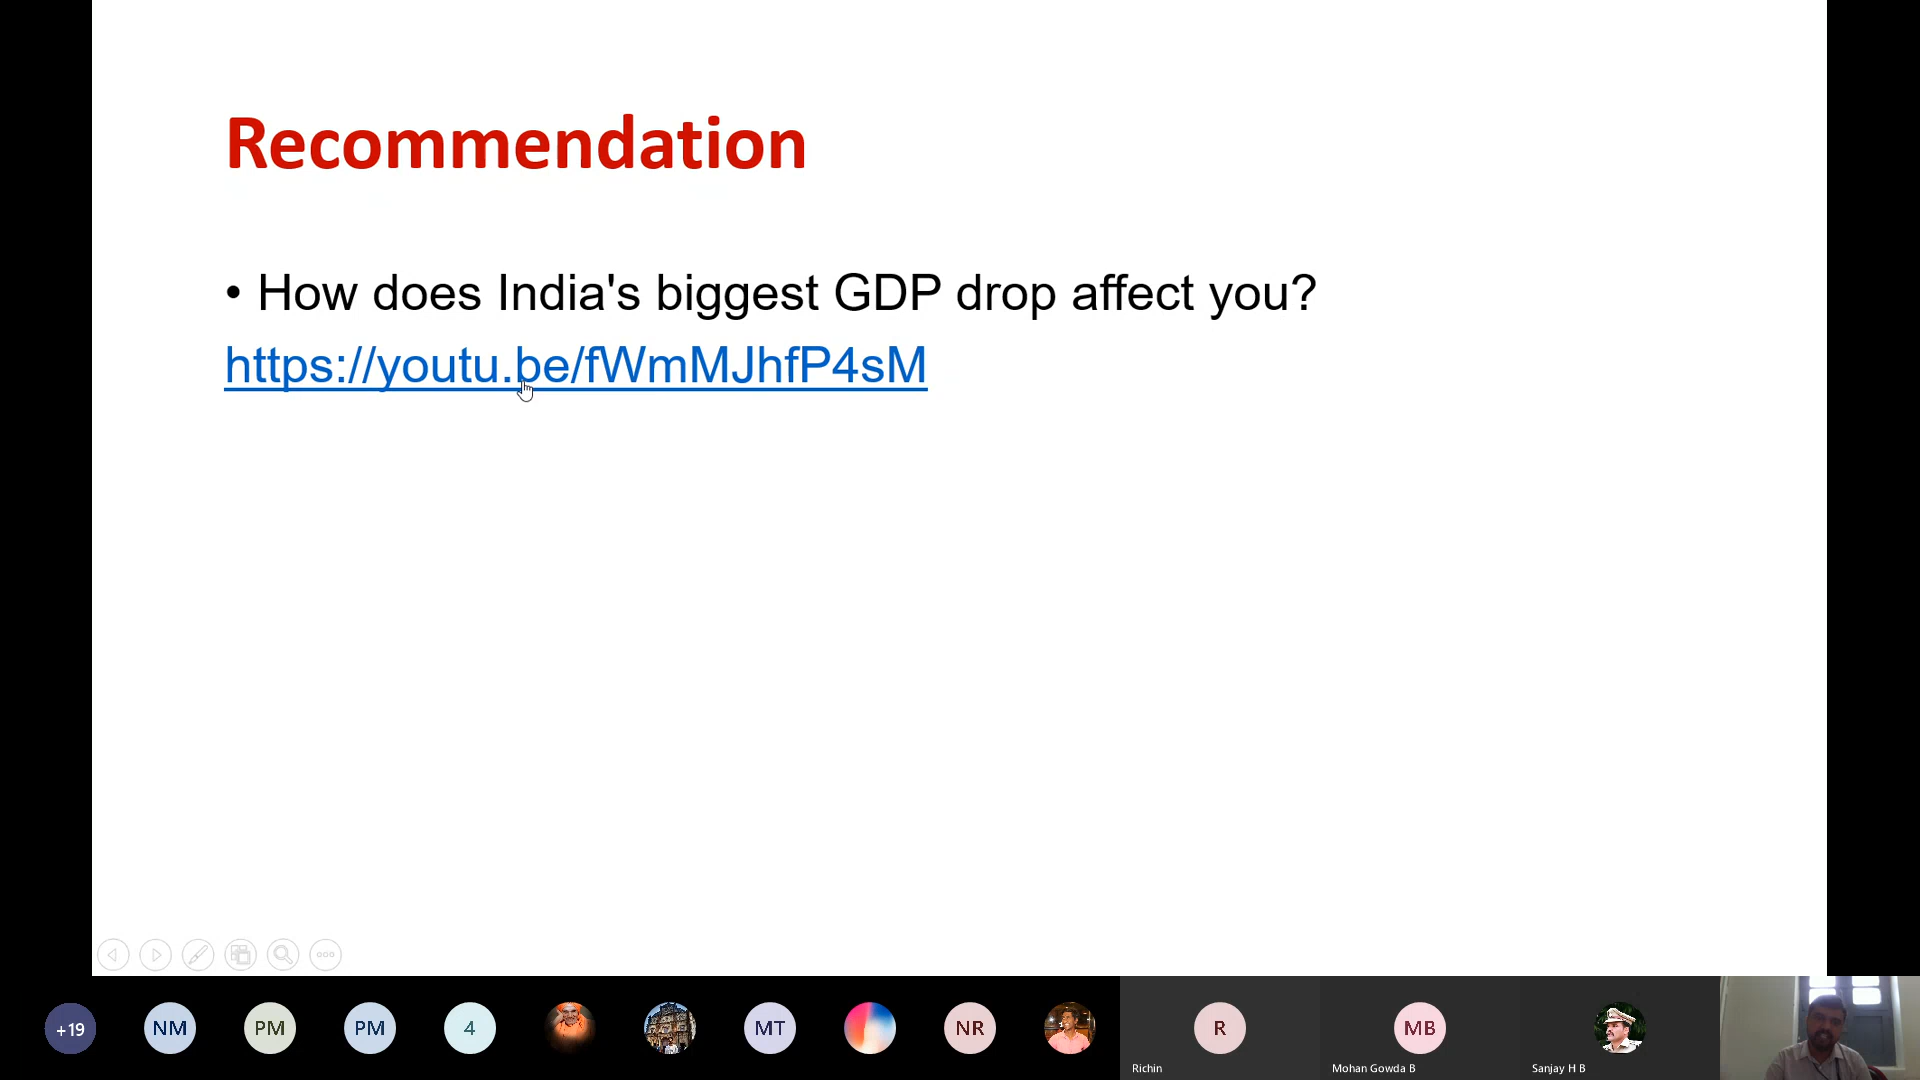 Recommendation
• How does India's biggest GDP drop affect you?
https://youtu.be/fWmMJhfP4sM
+19
NM
PM
PM
4
MT
NR
R
MB
Richin
Mohan Gowda B
Sanjay H B